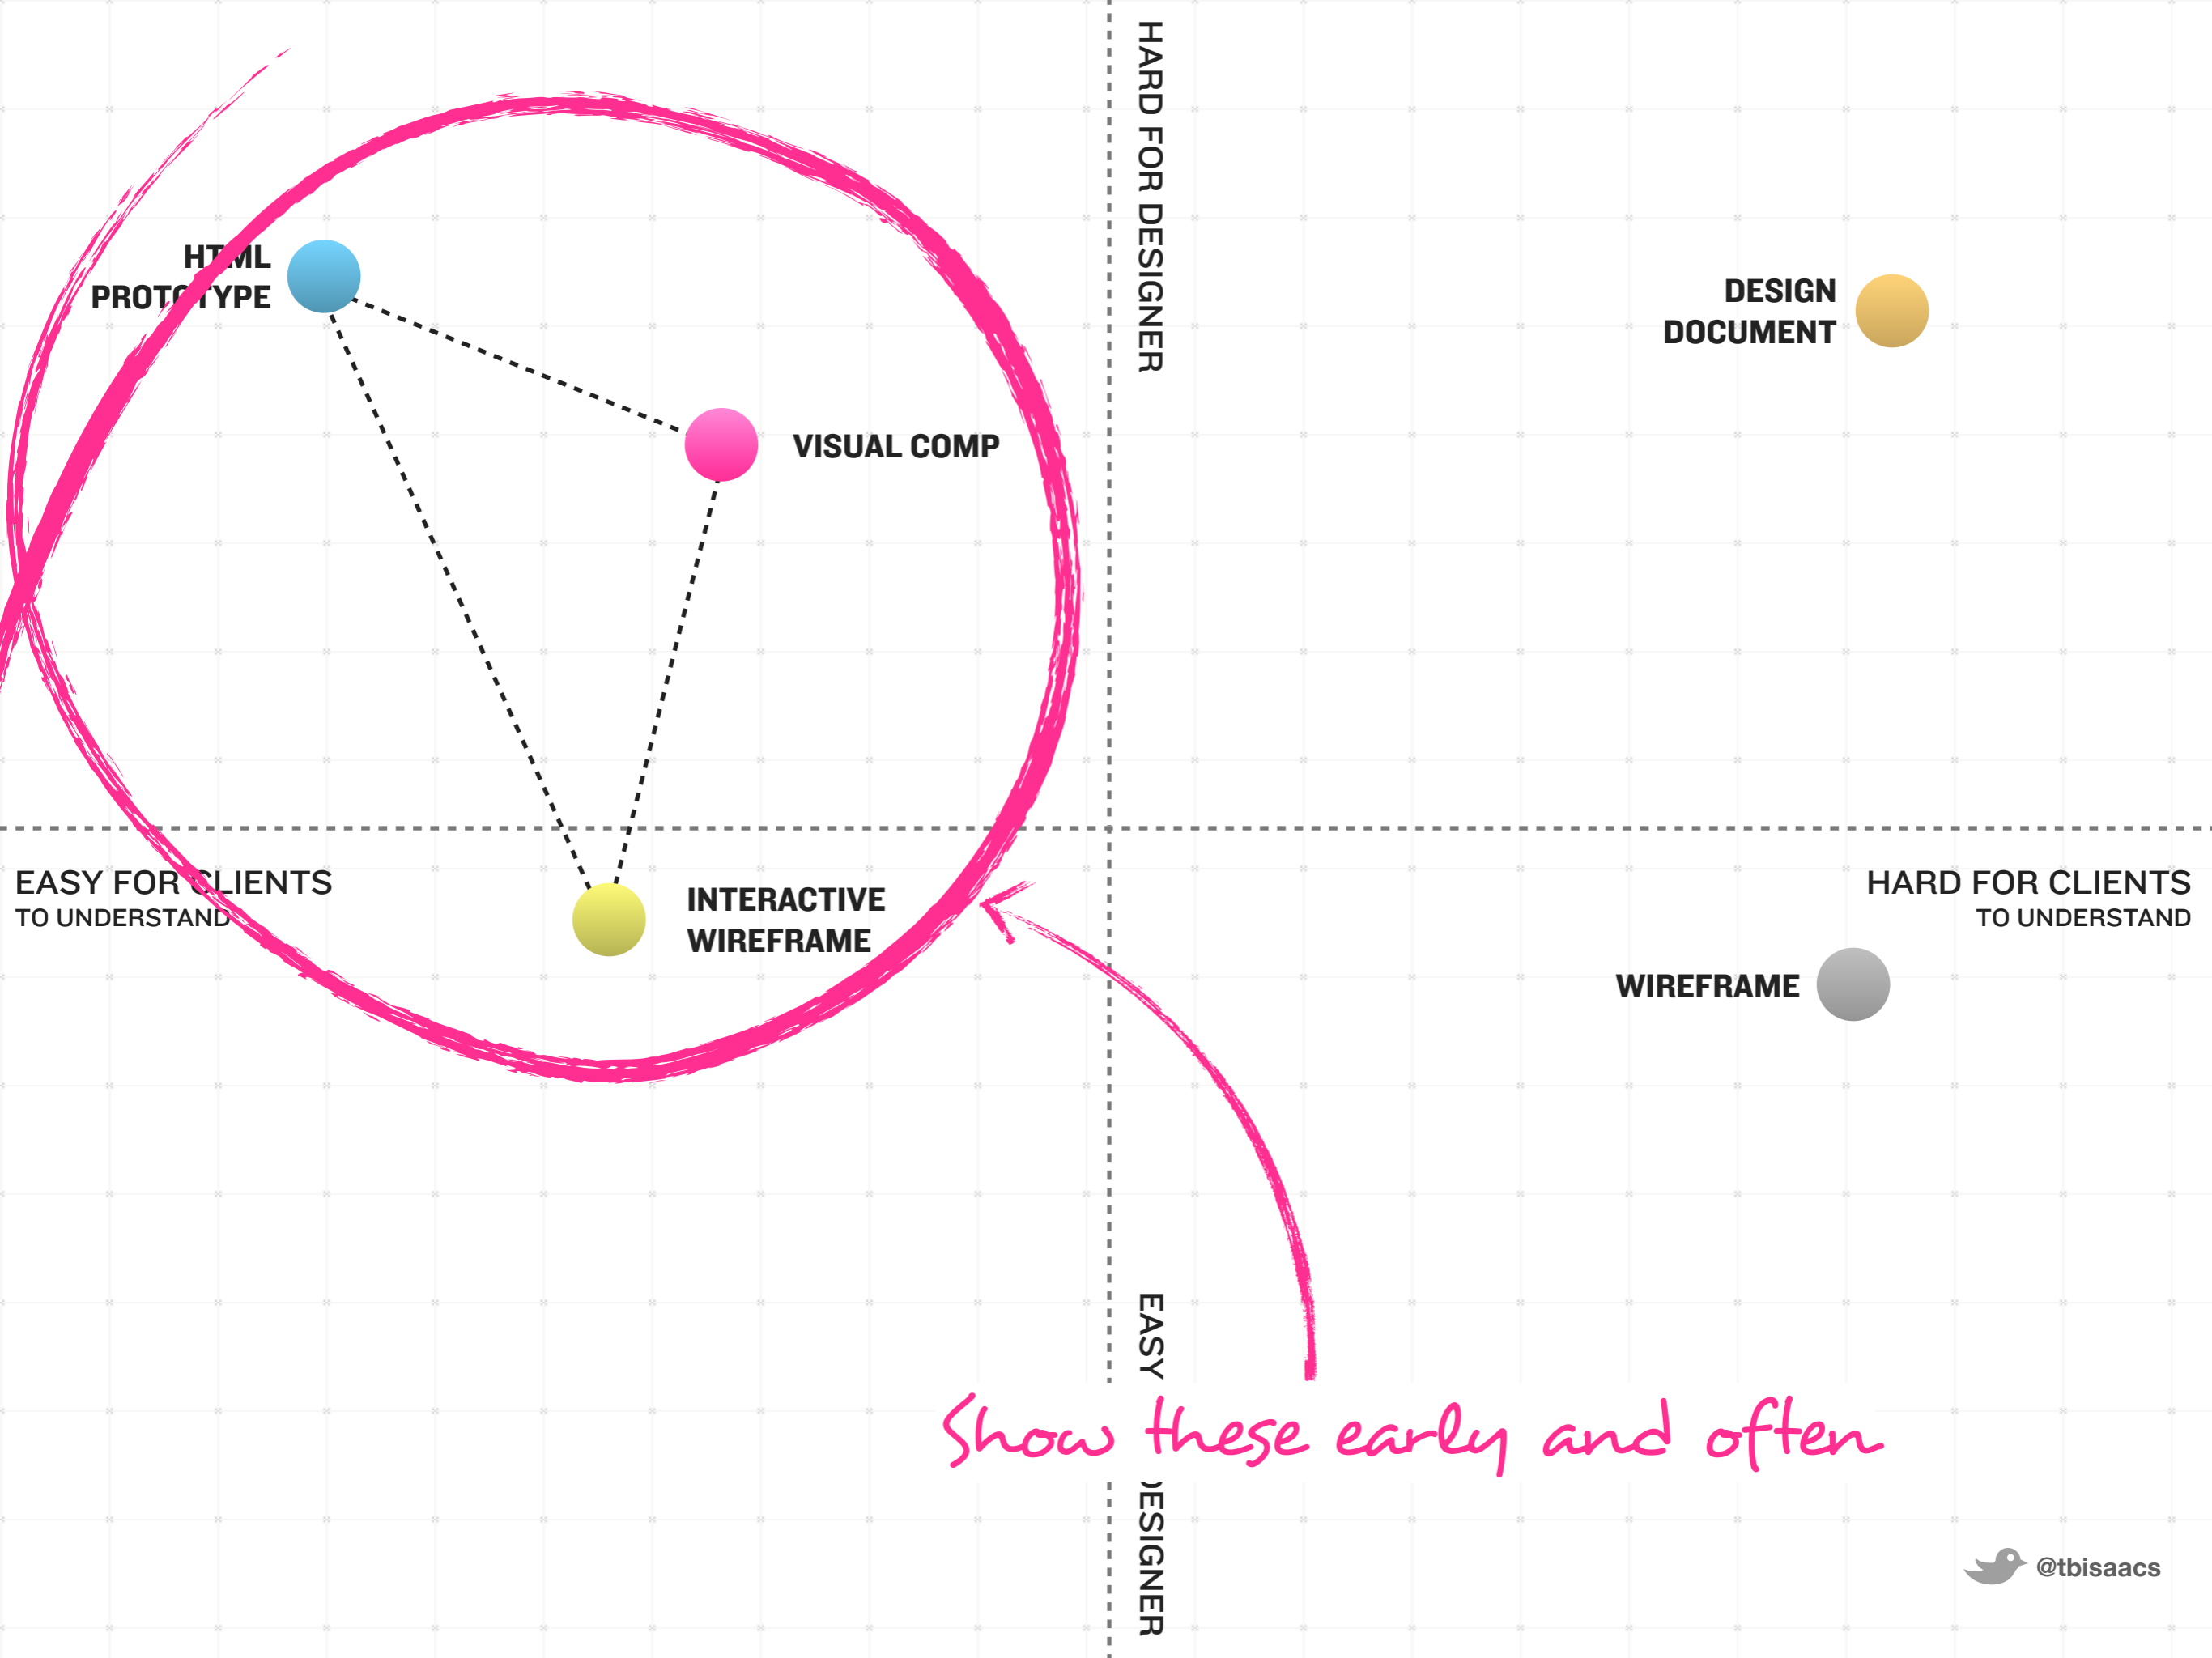 HARD FOR DESIGNER
HTML
PROTOTYPE
DESIGN
DOCUMENT
VISUAL COMP
EASY FOR CLIENTS
TO UNDERSTAND
HARD FOR CLIENTS
TO UNDERSTAND
INTERACTIVE
WIREFRAME
WIREFRAME
EASY DESIGNER
Show these early and often
@tbisaacs